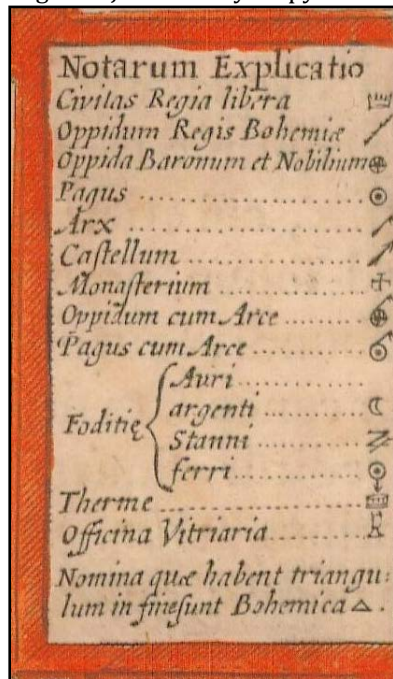 Notarum Explicatio
Civitas Regia libera
Oppidum Regis Bohemiæ
Oppida Baronum et Nobilium
Pagus ..................
Arx ....................
Castellum ..............
Monasterium ............
Oppidum cum Arce .......
Pagus cum Arce .........
Foditię
Auri ...........
argenti ........
Stanni .........
ferri ..........
Therme .................
Officina Vitriaria .......
Nomina quæ habent triangu:
lum in fine sunt Bohemica △ .